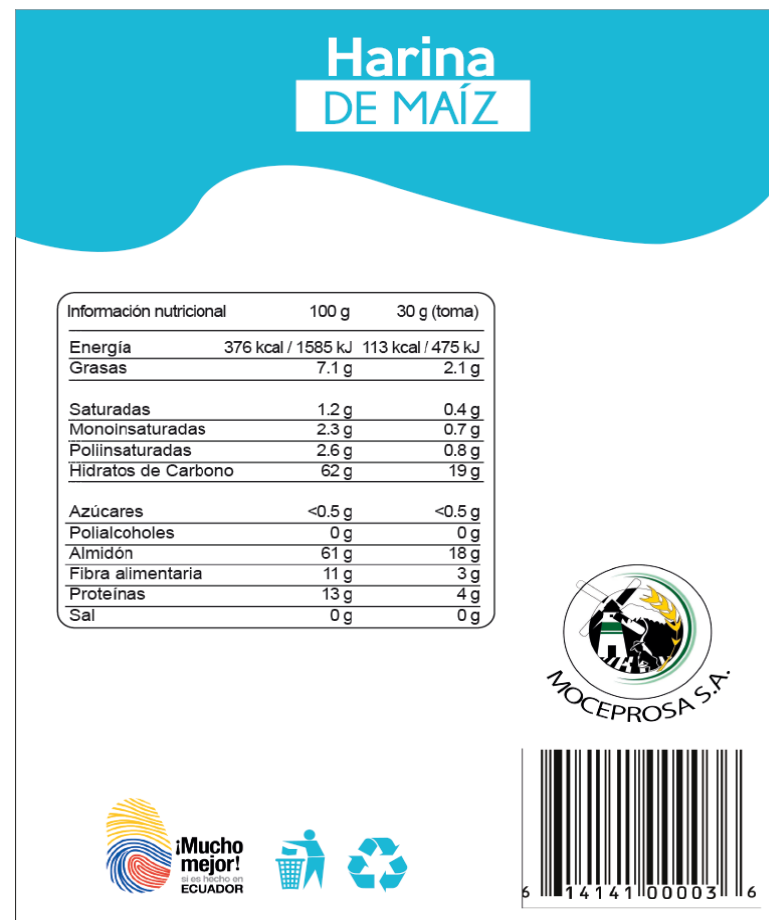 Harina
DE MAÍZ
Información nutricional 100 g 30 g (toma)
Energía 376 kcal / 1585 kJ 113 kcal / 475 kJ
Grasas 7.1 g 2.1 g
Saturadas 1.2 g 0.4 g
Monoinsaturadas 2.3 g 0.7 g
Poliinsaturadas 2.6 g 0.8 g
Hidratos de Carbono 62 g 19 g
Azúcares <0.5 g <0.5 g
Polialcoholes 0 g 0 g
Almidón 61 g 18 g
Fibra alimentaria 11 g 3 g
Proteínas 13 g 4 g
Sal 0 g 0 g
MOCEPROSA S.A.
¡Mucho
mejor!
si es hecho en
ECUADOR
6 14141 00003 6